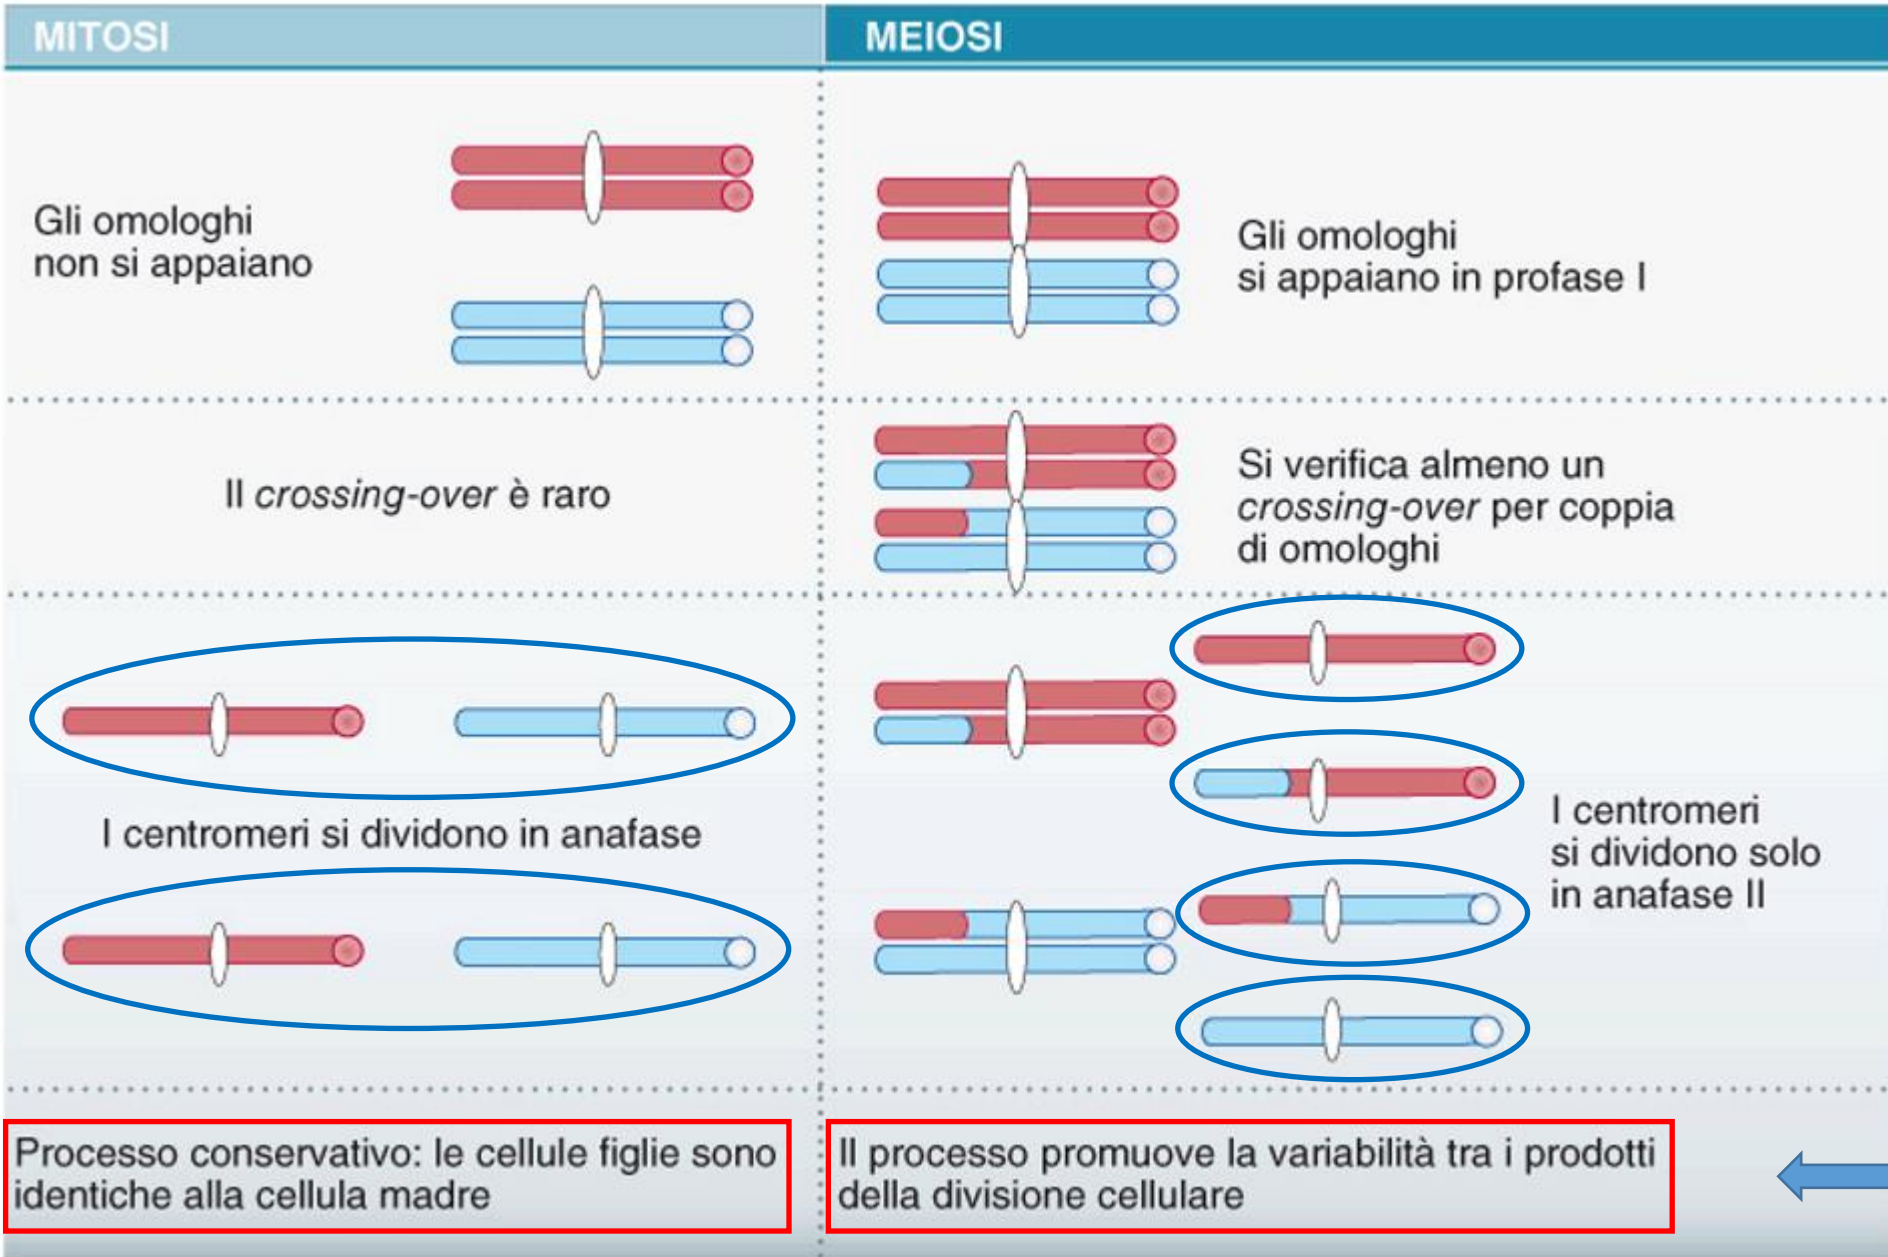 MITOSI
MEIOSI
Gli omologhi
non si appaiano
Gli omologhi
si appaiano in profase I
Il crossing-over è raro
Si verifica almeno un
crossing-over per coppia
di omologhi
I centromeri si dividono in anafase
I centromeri
si dividono solo
in anafase II
Processo conservativo: le cellule figlie sono
identiche alla cellula madre
Il processo promuove la variabilità tra i prodotti
della divisione cellulare